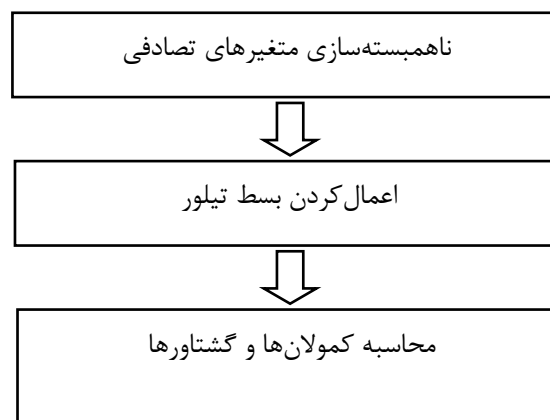 ناهمبسته‌سازی متغیرهای تصادفی
اعمال‌کردن بسط تیلور
محاسبه کمولان‌ها و گشتاورها